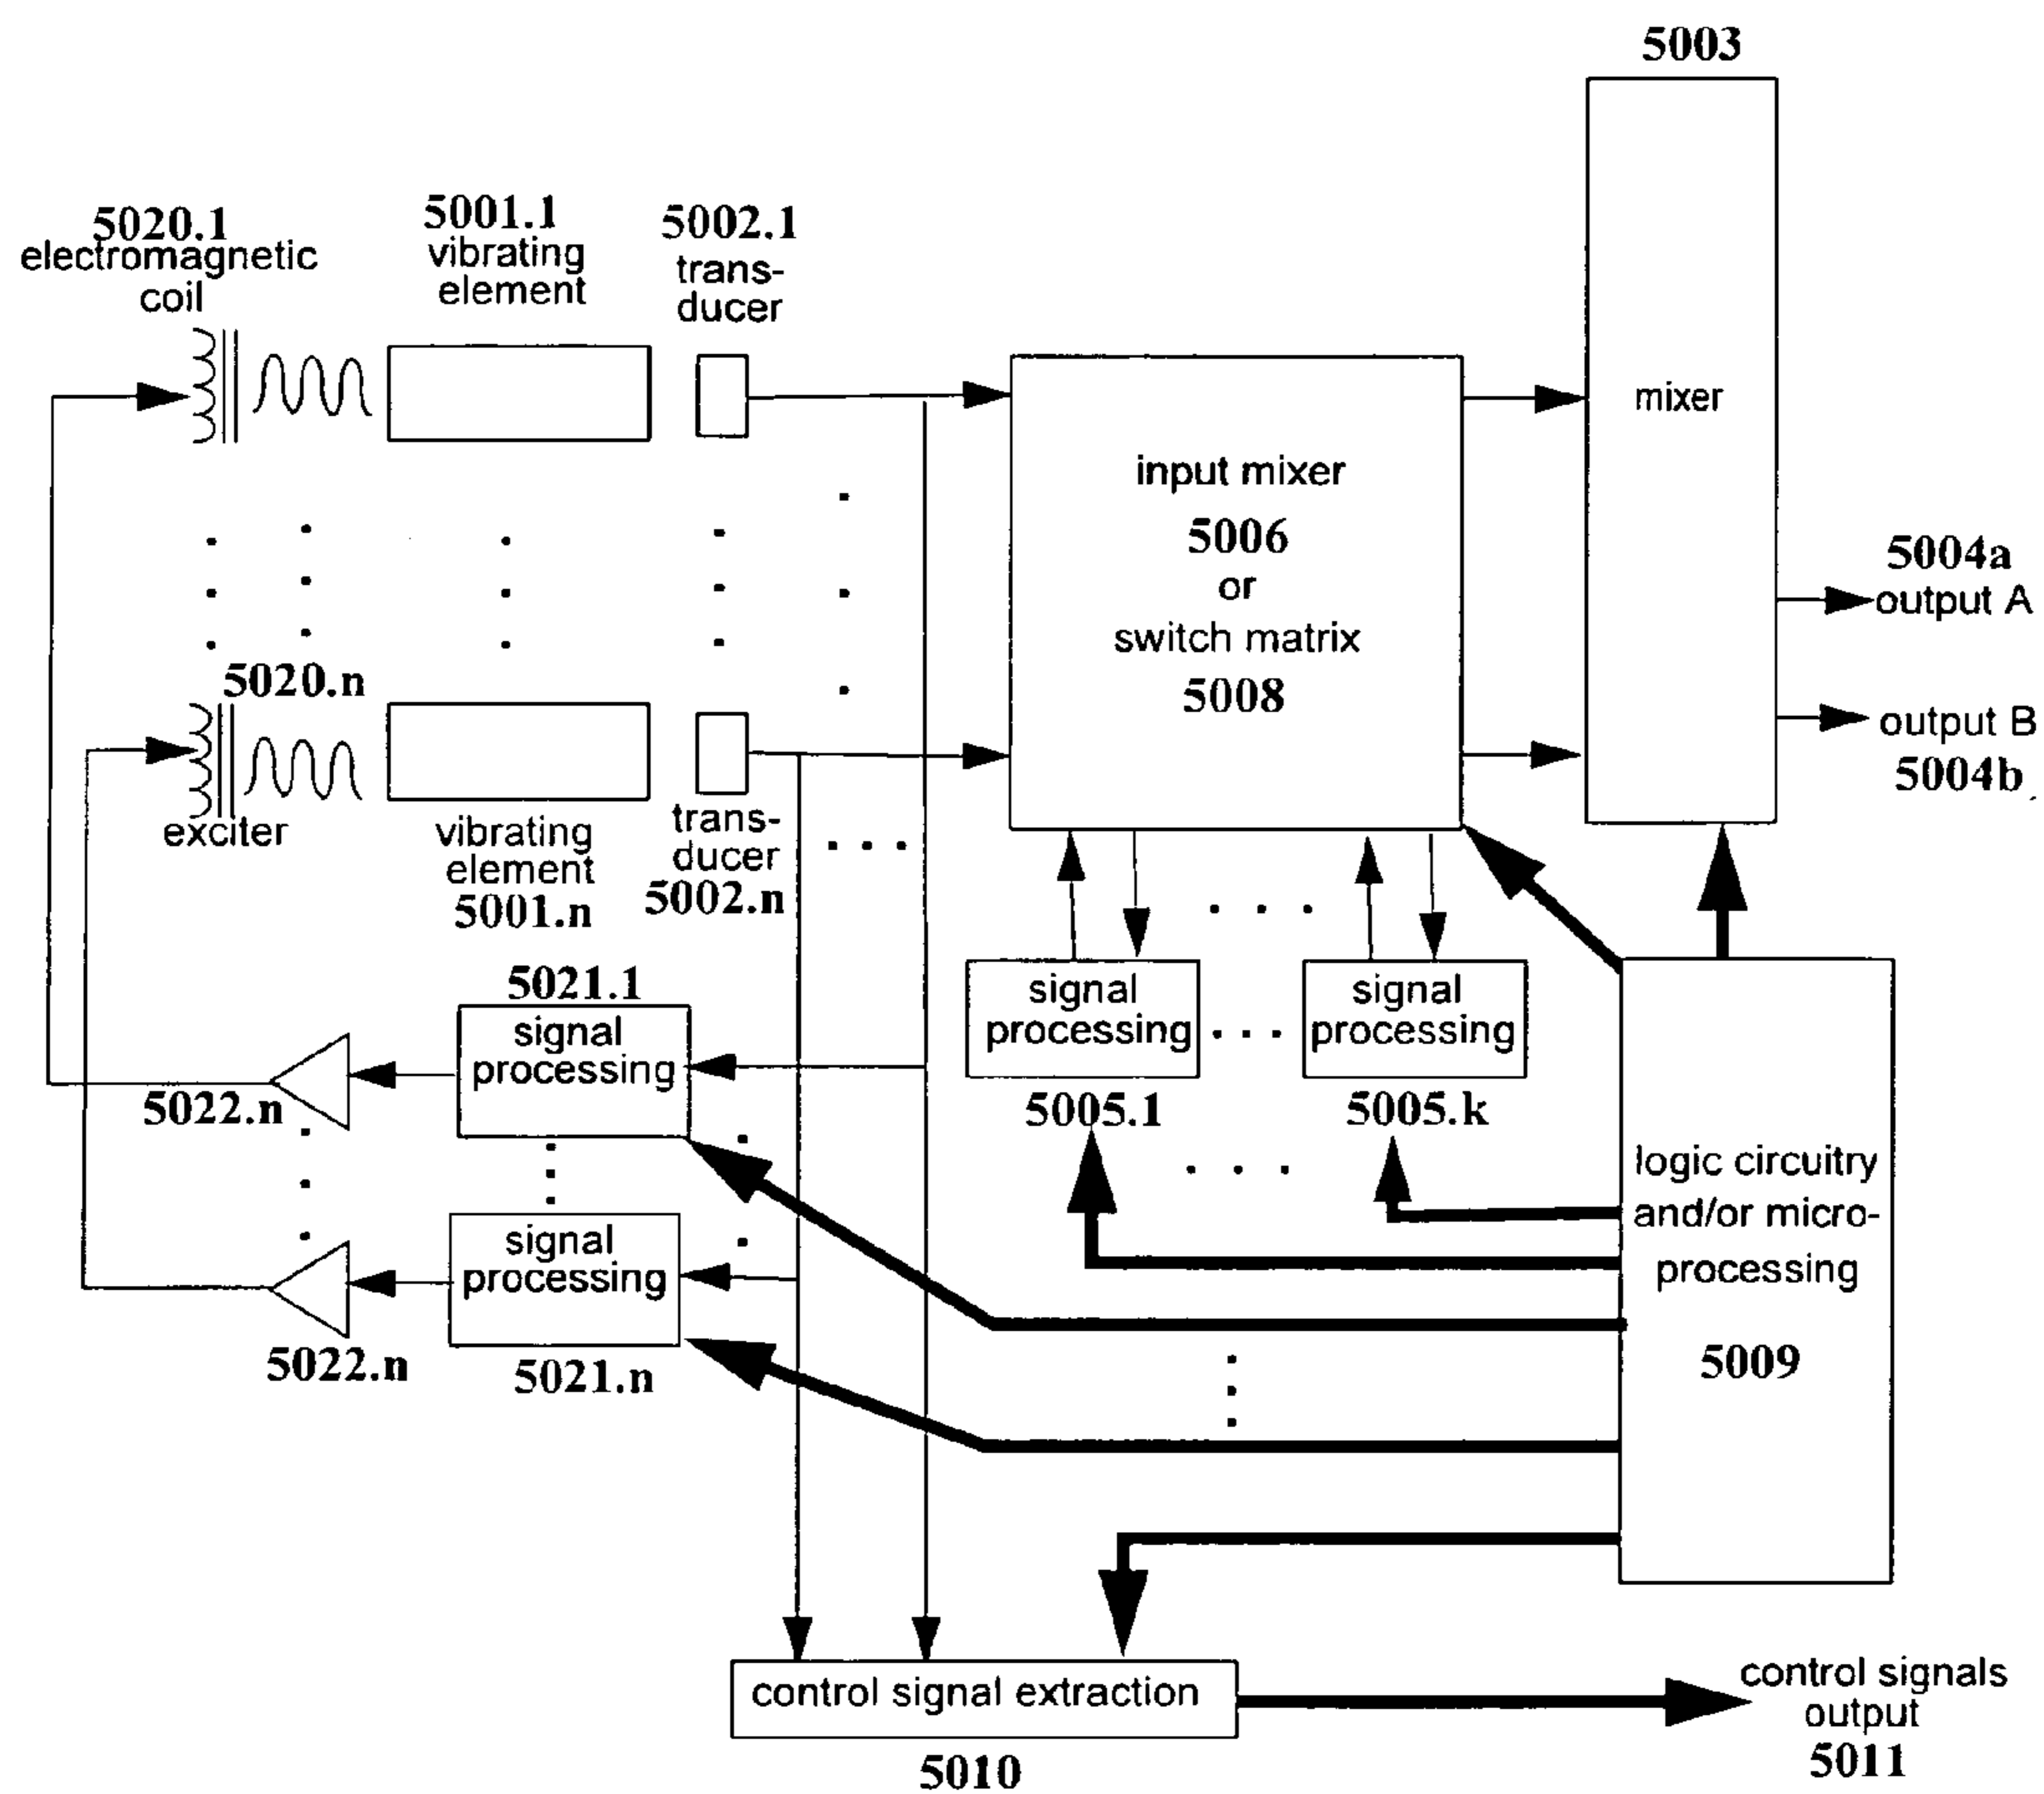 5003
5020.1
electromagnetic
coil
5001.1
vibrating
element
5002.1
trans-
ducer
mixer
input mixer
5006
or
switch matrix
5008
5004a
output A
output B
5004b
5020.n
exciter
vibrating
element
5001.n
trans-
ducer
5002.n
5021.1
signal
processing
5022.n
signal
processing
5022.n
5021.n
signal
processing
5005.1
signal
processing
5005.k
logic circuitry
and/or micro-
processing
5009
control signal extraction
5010
control signals
output
5011